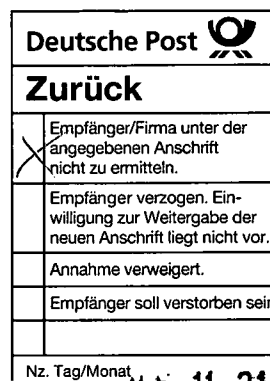 Deutsche Post
Zurück
Empfänger/Firma unter der
angegebenen Anschrift
nicht zu ermitteln.
Empfänger verzogen. Ein-
willigung zur Weitergabe der
neuen Anschrift liegt nicht vor.
Annahme verweigert.
Empfänger soll verstorben sein
Nz. Tag/Monat